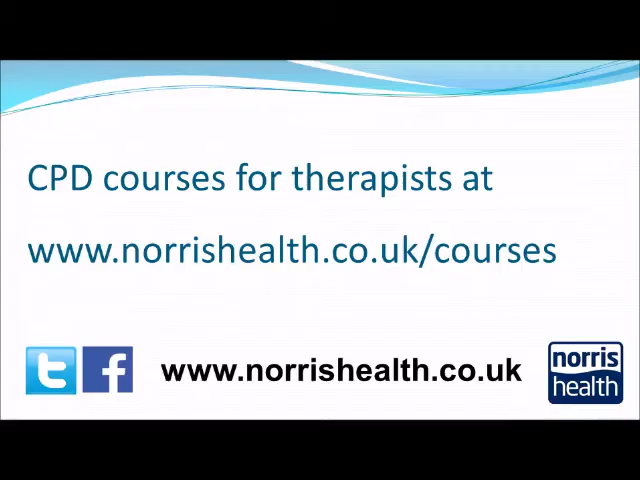 CPD courses for therapists at
www.norrishealth.co.uk/courses
www.norrishealth.co.uk
norris
health